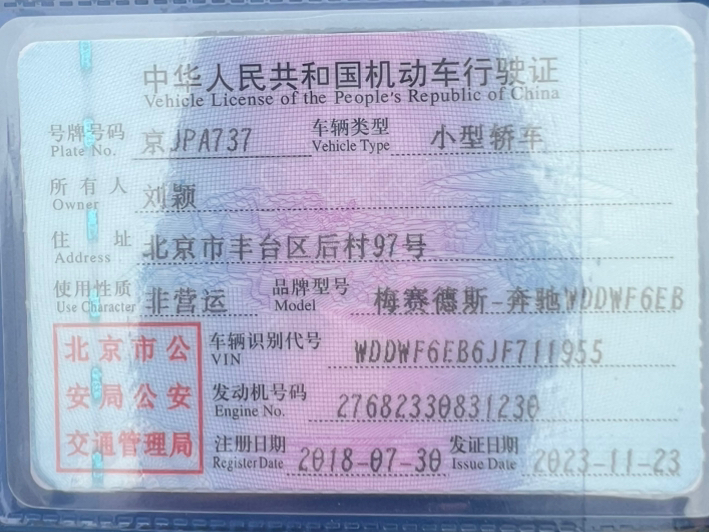 中华人民共和国机动车行驶证
Vehicle License of the People's Republic of China
号牌号码 京JPA737 车辆类型 小型轿车
Plate No. Vehicle Type
所有人 刘颖
Owner
住址 北京市丰台区后村97号
Address
使用性质 非营运 品牌型号 梅赛德斯-奔驰WDDWF6EB
Use Character Model
北京市公 车辆识别代号 WDDWF6EB6JF711955
VIN
安局公安 发动机号码 27682330831230
Engine No.
交通管理局 注册日期 2018-07-30 发证日期 2023-11-23
Register Date Issue Date